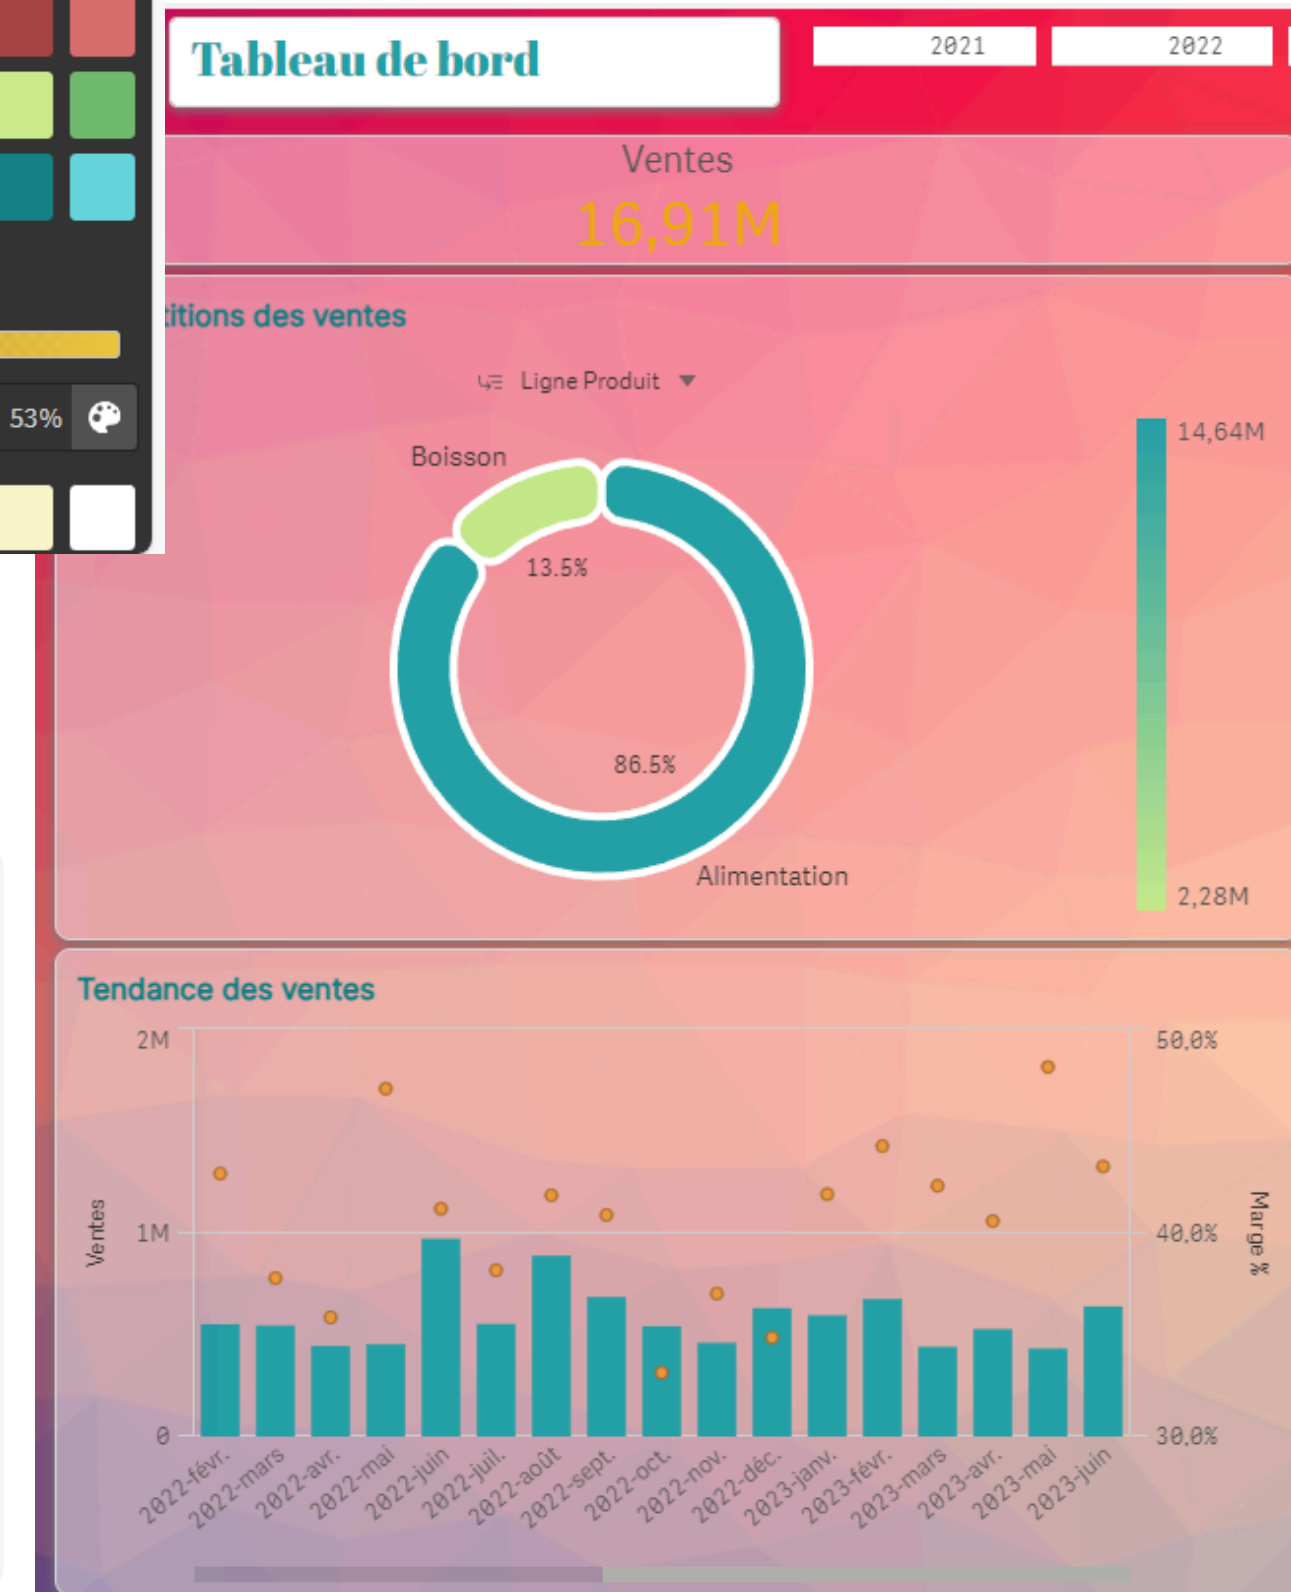 Tableau de bord
2021
2022
Ventes
16,91M
titions des ventes
53%
Ligne Produit
14,64M
Boisson
13.5%
86.5%
Alimentation
2,28M
Tendance des ventes
2M
50,0%
Ventes
1M
40,0%
Marge %
0
30,0%
2022-févr.
2022-mars
2022-avr.
2022-mai
2022-juin
2022-juil.
2022-août
2022-sept.
2022-oct.
2022-nov.
2022-déc.
2023-janv.
2023-févr.
2023-mars
2023-avr.
2023-mai
2023-juin